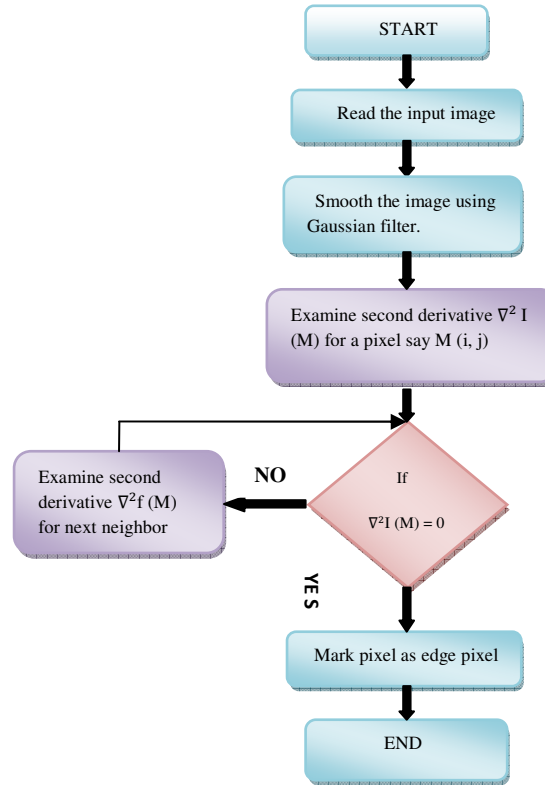 START
Read the input image
Smooth the image using
Gaussian filter.
Examine second derivative ∇² I
(M) for a pixel say M (i, j)
If
∇²I (M) = 0
NO
Examine second
derivative ∇²f (M)
for next neighbor
YE S
Mark pixel as edge pixel
END